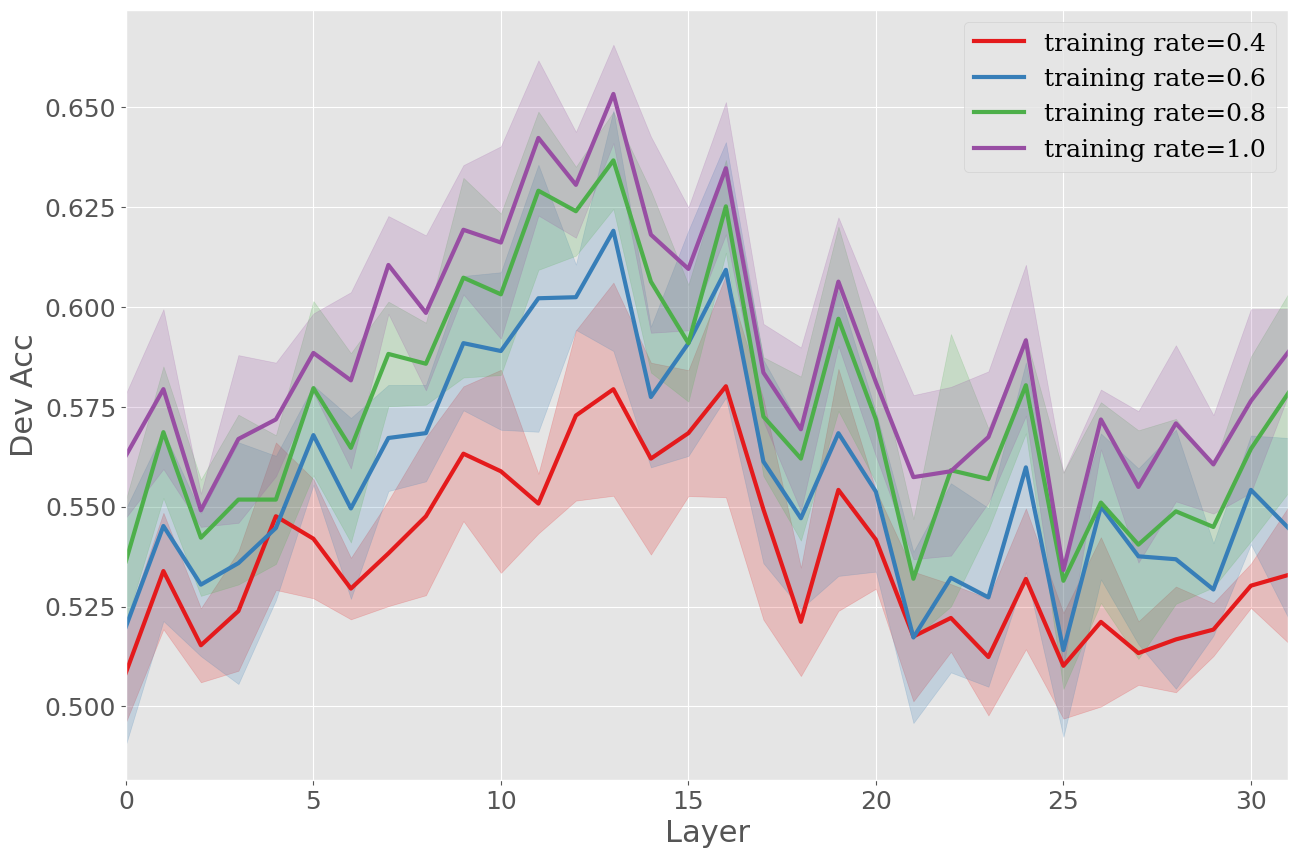 training rate=0.4
training rate=0.6
training rate=0.8
training rate=1.0
0.650
0.625
0.600
0.575
0.550
0.525
0.500
Dev Acc
0 5 10 15 20 25 30
Layer